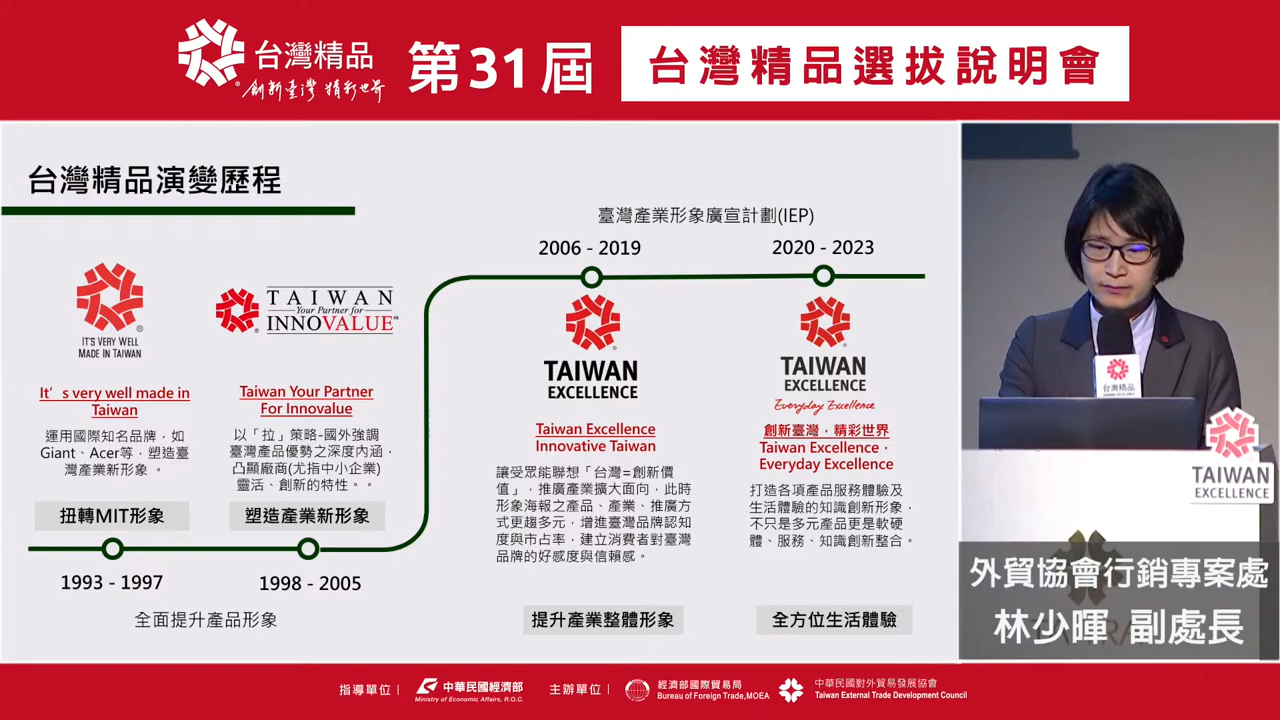 台灣精品
創新臺灣 精彩世界
第31屆
台灣精品選拔說明會
台灣精品演變歷程
臺灣產業形象廣宣計劃(IEP)
2006 - 2019
2020 - 2023
IT'S VERY WELL
MADE IN TAIWAN
TAIWAN
Your Partner for
INNOVALUE
TAIWAN
EXCELLENCE
TAIWAN
EXCELLENCE
Everyday Excellence
It’s very well made in
Taiwan
運用國際知名品牌，如
Giant、Acer等，塑造臺
灣產業新形象 。
扭轉MIT形象
1993 - 1997
Taiwan Your Partner
For Innovalue
以「拉」策略-國外強調
臺灣產品優勢之深度內涵，
凸顯廠商(尤指中小企業)
靈活、創新的特性。。
塑造產業新形象
1998 - 2005
全面提升產品形象
Taiwan Excellence
Innovative Taiwan
讓受眾能聯想「台灣=創新價
值」，推廣產業擴大面向，此時
形象海報之產品、產業、推廣方
式更趨多元，增進臺灣品牌認知
度與市占率，建立消費者對臺灣
品牌的好感度與信賴感。
提升產業整體形象
創新臺灣，精彩世界
Taiwan Excellence，
Everyday Excellence
打造各項產品服務體驗及
生活體驗的知識創新形象，
不只是多元產品更是軟硬
體、服務、知識創新整合。
全方位生活體驗
台灣精品
TAIWAN
EXCELLENCE
外貿協會行銷專案處
林少暉 副處長
指導單位
中華民國經濟部
Ministry of Economic Affairs, R.O.C.
主辦單位
經濟部國際貿易局
Bureau of Foreign Trade,MOEA
中華民國對外貿易發展協會
Taiwan External Trade Development Council